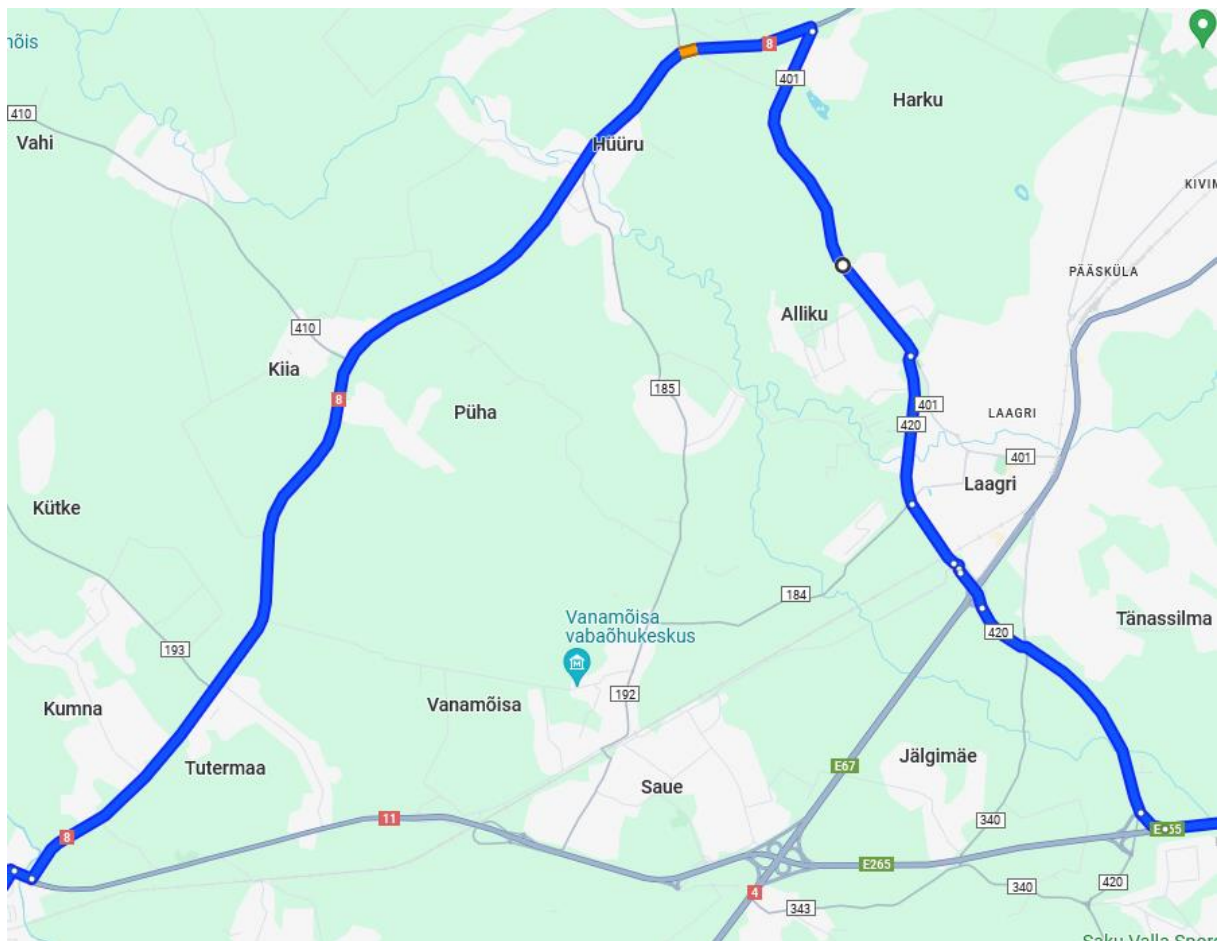 nõis
8
401
Harku
410
Vahi
Hüüru
KIVIM
PÄÄSKÜLA
Alliku
410
Kiia
185
8
Püha
401
LAAGRI
420
401
Laagri
Kütke
184
Vanamõisa
vabaõhukeskus
Tänassilma
420
193
192
Kumna
Vanamõisa
Tutermaa
Jälgimäe
E67
Saue
11
340
8
E265
340
420
4
343
Saku Valla Spor